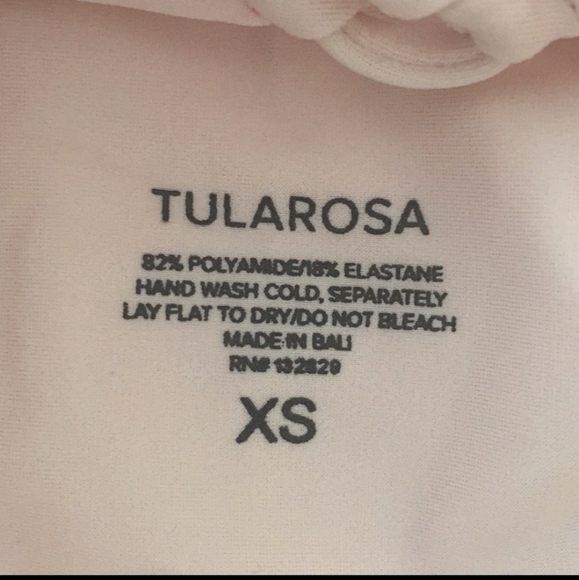 TULAROSA
82% POLYAMIDE/18% ELASTANE
HAND WASH COLD, SEPARATELY
LAY FLAT TO DRY/DO NOT BLEACH
MADE IN BALI
RN# 132829
XS